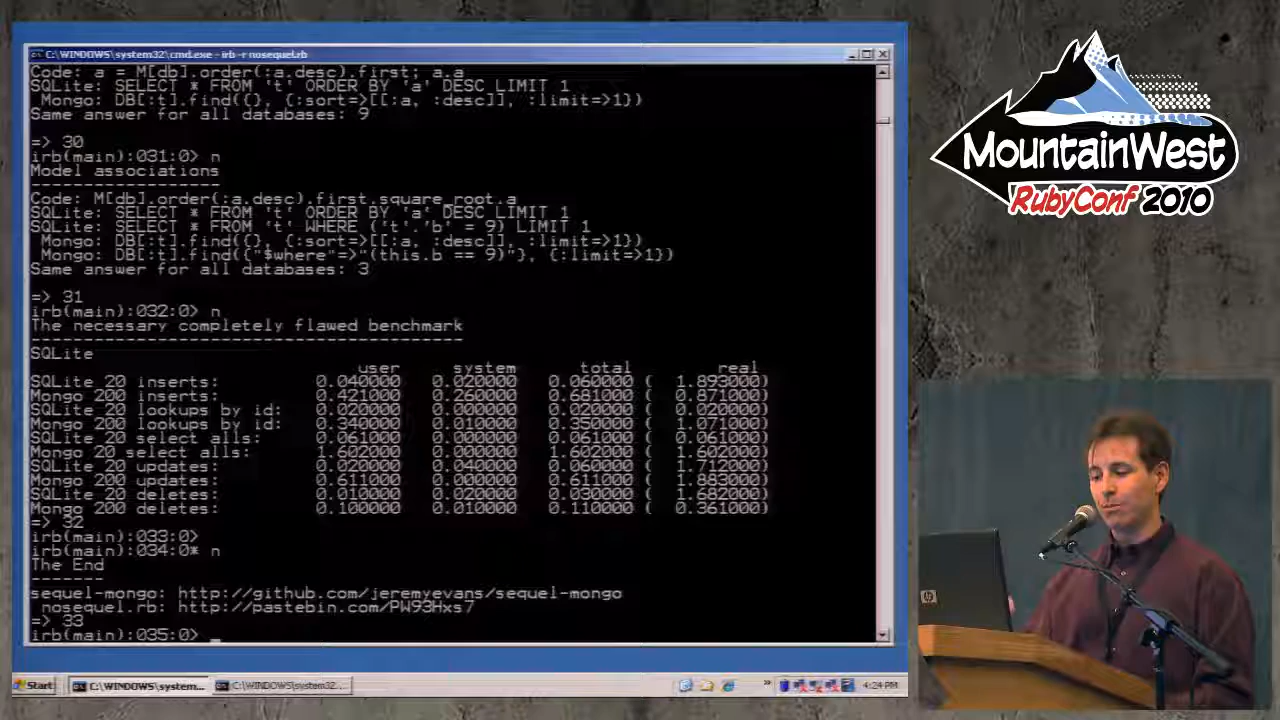 C:\WINDOWS\system32\cmd.exe - irb -r nosequel.rb
Code: a = M[db].order(:a.desc).first; a.a
SQLite: SELECT * FROM 't' ORDER BY 'a' DESC LIMIT 1
Mongo: DB[:t].find({}, {:sort=>[[:a, :desc]], :limit=>1})
Same answer for all databases: 9
=> 30
irb(main):031:0> n
Model associations
-------------------
Code: M[db].order(:a.desc).first.square_root.a
SQLite: SELECT * FROM 't' ORDER BY 'a' DESC LIMIT 1
SQLite: SELECT * FROM 't' WHERE ('t'.'b' = 9) LIMIT 1
Mongo: DB[:t].find({}, {:sort=>[[:a, :desc]], :limit=>1})
Mongo: DB[:t].find({"$where"=>"(this.b == 9)"}, {:limit=>1})
Same answer for all databases: 3
=> 31
irb(main):032:0> n
The necessary completely flawed benchmark
-------------------------------------------
SQLite
user system total real
SQLite 20 inserts: 0.040000 0.020000 0.060000 ( 1.893000)
Mongo 200 inserts: 0.421000 0.260000 0.681000 ( 0.871000)
SQLite 20 lookups by id: 0.020000 0.000000 0.020000 ( 0.020000)
Mongo 200 lookups by id: 0.340000 0.010000 0.350000 ( 1.071000)
SQLite 20 select alls: 0.061000 0.000000 0.061000 ( 0.061000)
Mongo 20 select alls: 1.602000 0.000000 1.602000 ( 1.602000)
SQLite 20 updates: 0.020000 0.040000 0.060000 ( 1.712000)
Mongo 200 updates: 0.611000 0.000000 0.611000 ( 1.883000)
SQLite 20 deletes: 0.010000 0.020000 0.030000 ( 1.682000)
Mongo 200 deletes: 0.100000 0.010000 0.110000 ( 0.361000)
=> 32
irb(main):033:0>
irb(main):034:0* n
The End
-------
sequel-mongo: http://github.com/jeremyevans/sequel-mongo
nosequel.rb: http://pastebin.com/PW93Hxs7
=> 33
irb(main):035:0> _
Start C:\WINDOWS\system... C:\WINDOWS\system32... 4:24 PM
MountainWest
RubyConf 2010
hp